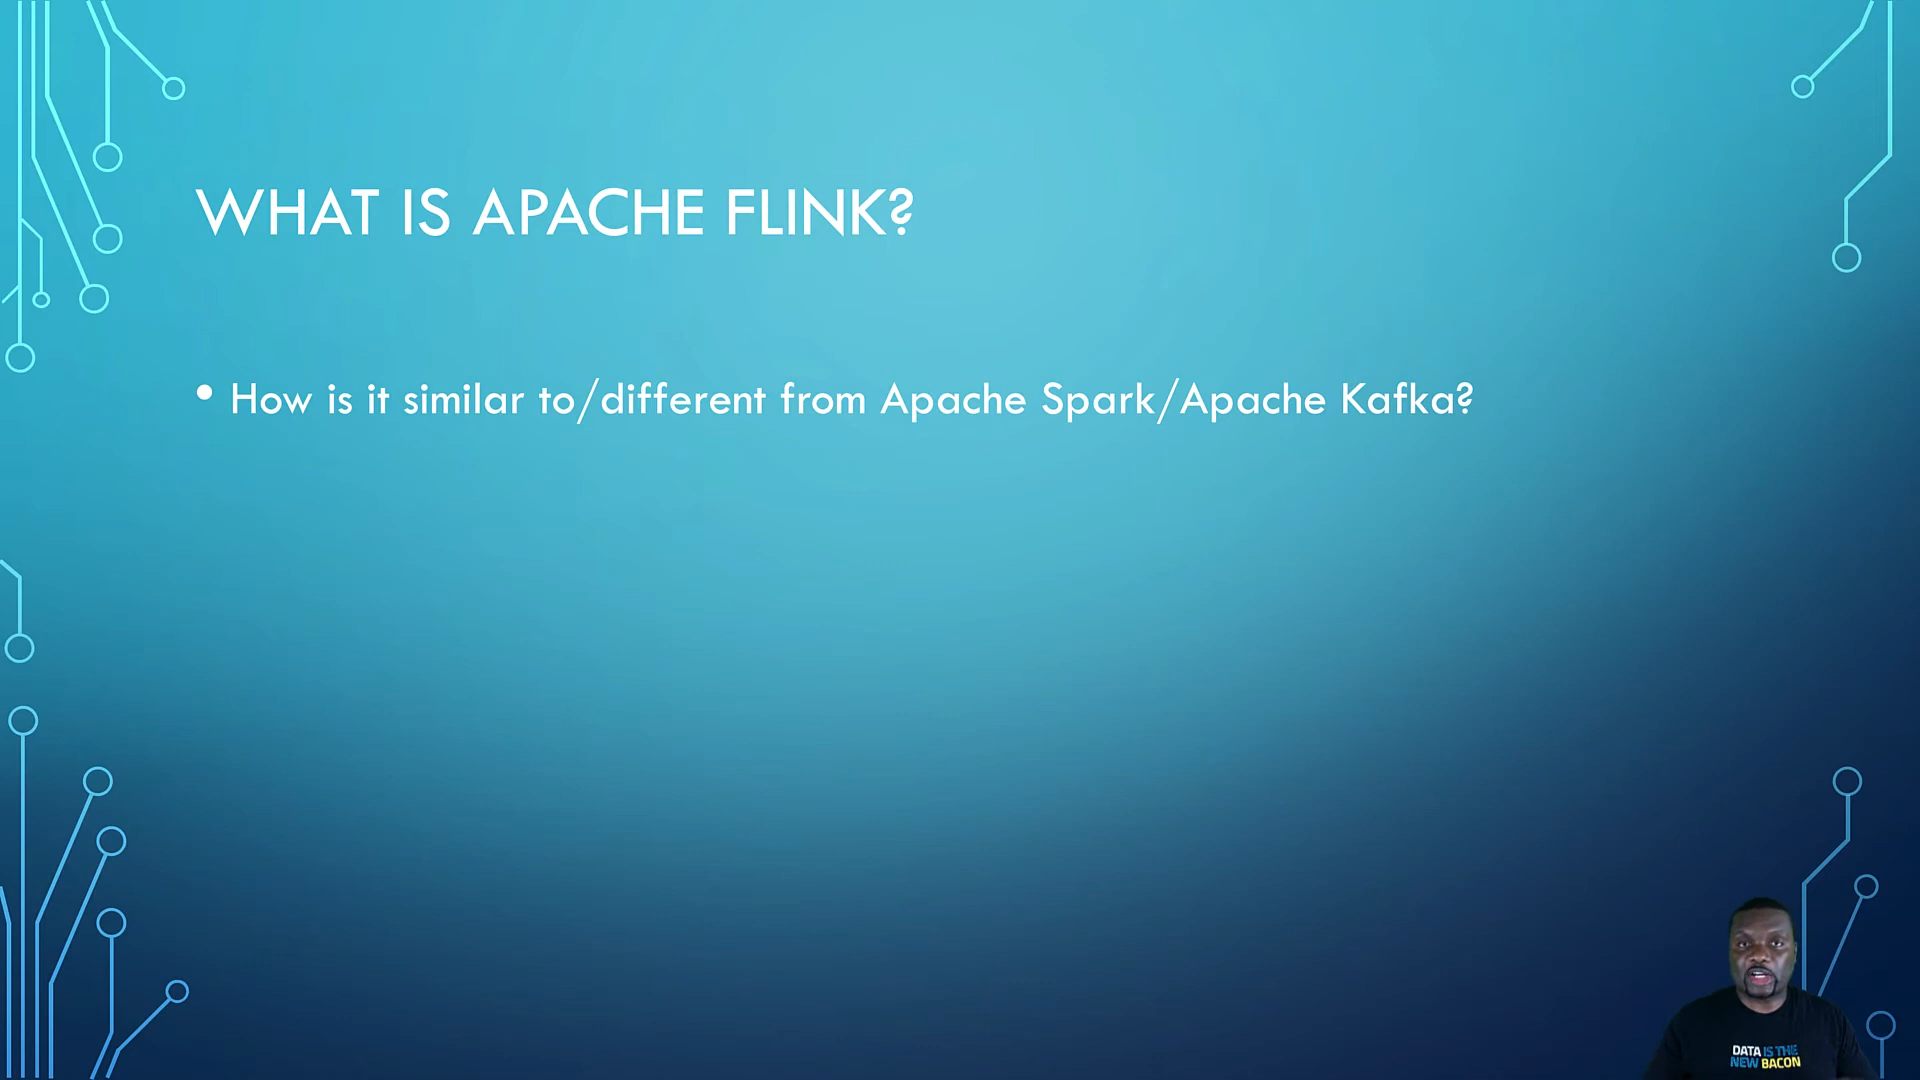 WHAT IS APACHE FLINK?
• How is it similar to/different from Apache Spark/Apache Kafka?
DATA IS THE
NEW BACON